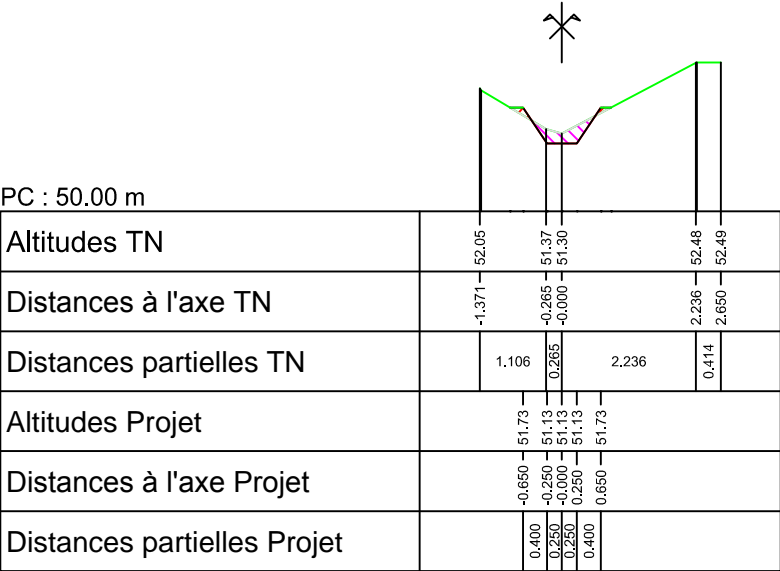 PC : 50.00 m
Altitudes TN 52.05 51.37 51.30 52.48 52.49
Distances à l'axe TN -1.371 -0.265 -0.000 2.236 2.650
Distances partielles TN 1.106 0.265 2.236 0.414
Altitudes Projet 51.73 51.13 51.13 51.13 51.73
Distances à l'axe Projet -0.650 -0.250 -0.000 0.250 0.650
Distances partielles Projet 0.400 0.250 0.250 0.400